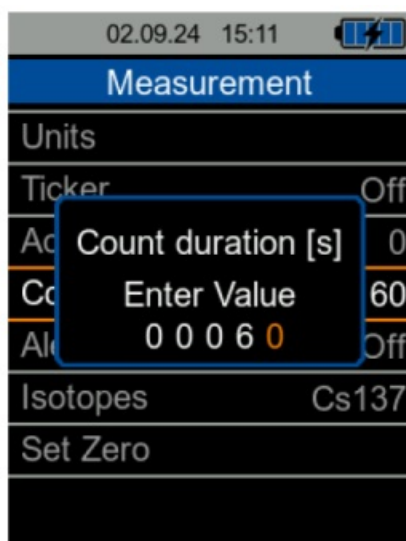 02.09.24 15:11
Measurement
Units
Ticker Off
Count duration [s]
0
Enter Value
60
0 0 0 6 0
Off
Isotopes Cs137
Set Zero